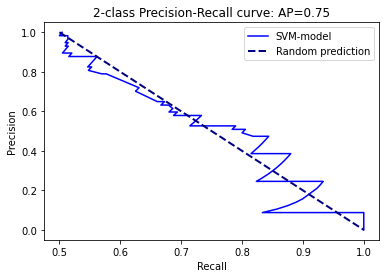 2-class Precision-Recall curve: AP=0.75
SVM-model
Random prediction
Precision
1.0
0.8
0.6
0.4
0.2
0.0
0.5 0.6 0.7 0.8 0.9 1.0
Recall